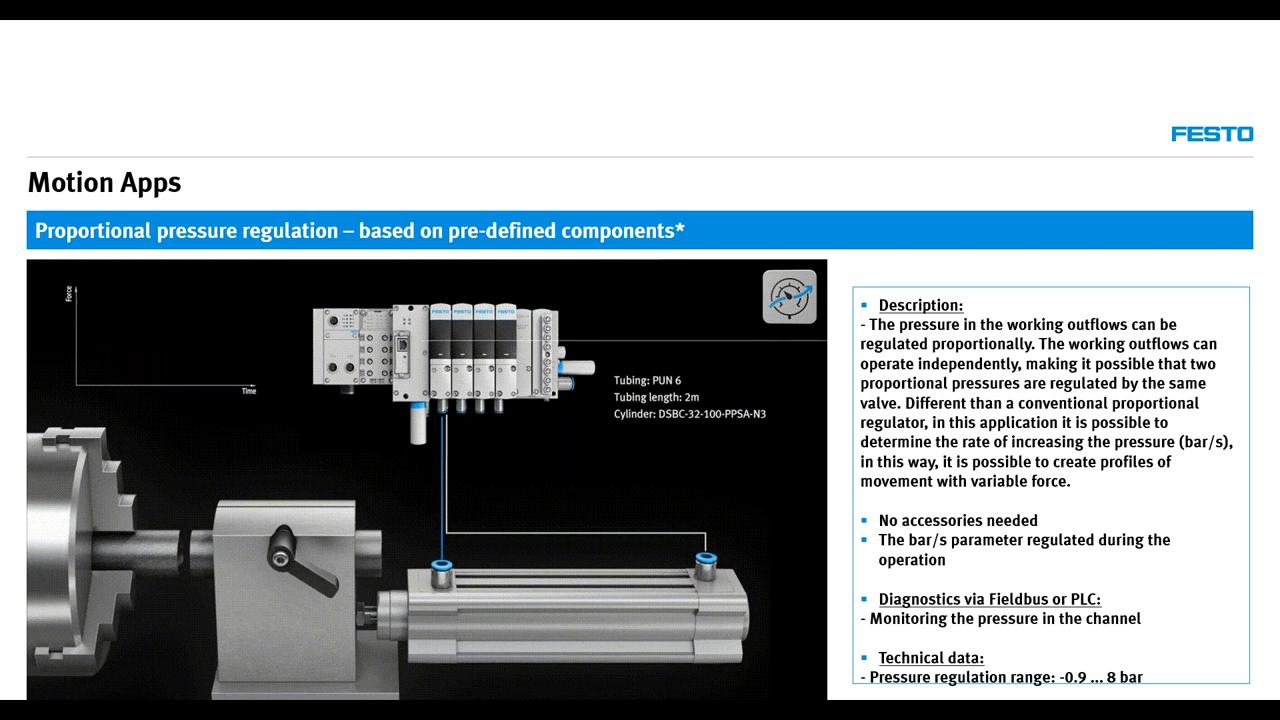 FESTO
Motion Apps
Proportional pressure regulation – based on pre-defined components*
Force
Time
FESTO FESTO FESTO FESTO
Tubing: PUN 6
Tubing length: 2m
Cylinder: DSBC-32-100-PPSA-N3
▪ Description:
- The pressure in the working outflows can be
regulated proportionally. The working outflows can
operate independently, making it possible that two
proportional pressures are regulated by the same
valve. Different than a conventional proportional
regulator, in this application it is possible to
determine the rate of increasing the pressure (bar/s),
in this way, it is possible to create profiles of
movement with variable force.
▪ No accessories needed
▪ The bar/s parameter regulated during the
operation
▪ Diagnostics via Fieldbus or PLC:
- Monitoring the pressure in the channel
▪ Technical data:
- Pressure regulation range: -0.9 ... 8 bar